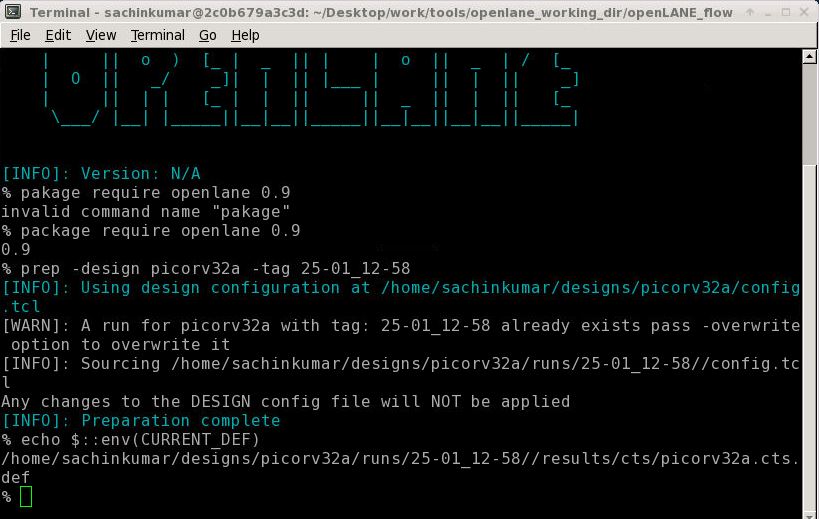 Terminal - sachinkumar@2c0b679a3c3d: ~/Desktop/work/tools/openlane_working_dir/openLANE_flow
File Edit View Terminal Go Help
[INFO]: Version: N/A
% pakage require openlane 0.9
invalid command name "pakage"
% package require openlane 0.9
0.9
% prep -design picorv32a -tag 25-01_12-58
[INFO]: Using design configuration at /home/sachinkumar/designs/picorv32a/config
.tcl
[WARN]: A run for picorv32a with tag: 25-01_12-58 already exists pass -overwrite
 option to overwrite it
[INFO]: Sourcing /home/sachinkumar/designs/picorv32a/runs/25-01_12-58//config.tc
l
Any changes to the DESIGN config file will NOT be applied
[INFO]: Preparation complete
% echo $::env(CURRENT_DEF)
/home/sachinkumar/designs/picorv32a/runs/25-01_12-58//results/cts/picorv32a.cts.
def
%